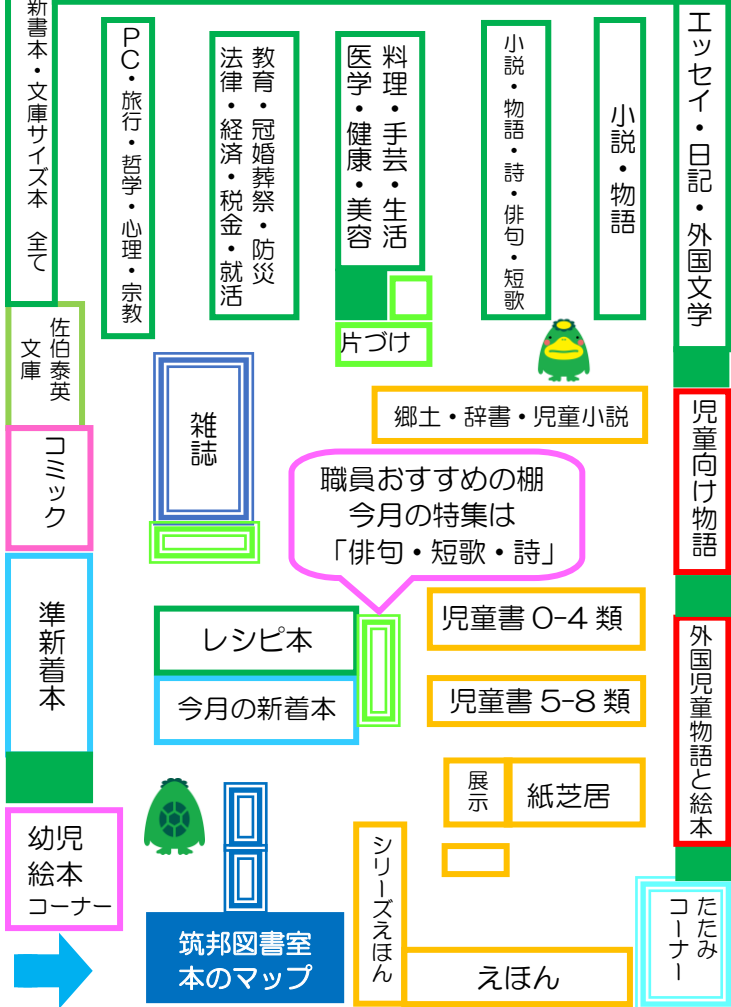 新書本・文庫サイズ本　全て
PC・旅行・哲学・心理・宗教
教育・冠婚葬祭・防災
法律・経済・税金・就活
料理・手芸・生活
医学・健康・美容
小説・物語・詩・俳句・短歌
小説・物語
エッセイ・日記・外国文学
佐伯泰英
文庫
片づけ
雑誌
郷土・辞書・児童小説
児童向け物語
コミック
職員おすすめの棚
今月の特集は
「俳句・短歌・詩」
準新着本
レシピ本
今月の新着本
児童書 0-4 類
児童書 5-8 類
外国児童物語と絵本
展示
紙芝居
幼児
絵本
コーナー
シリーズえほん
えほん
たたみ
コーナー
筑邦図書室
本のマップ